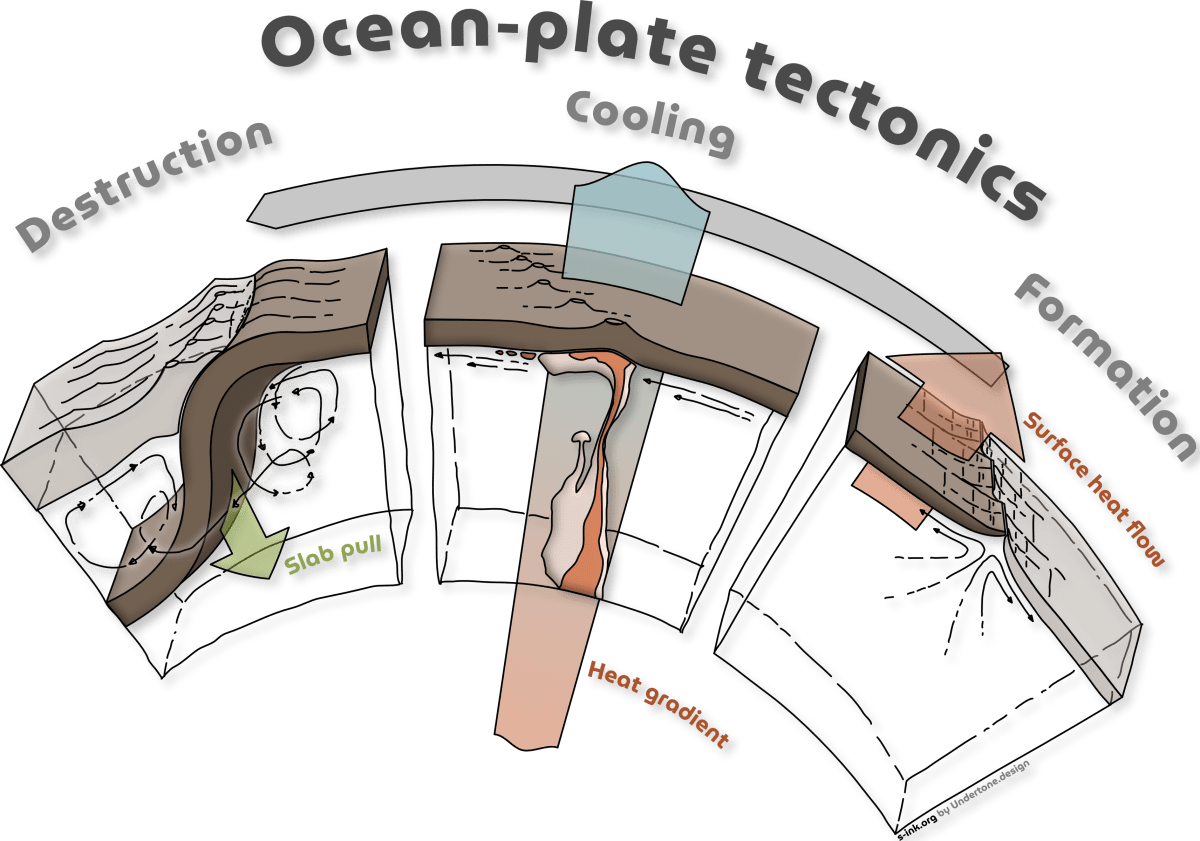 Ocean-plate tectonics
Destruction
Cooling
Formation
Surface heat flow
Slab pull
Heat gradient
s-ink.org by Undertone.design